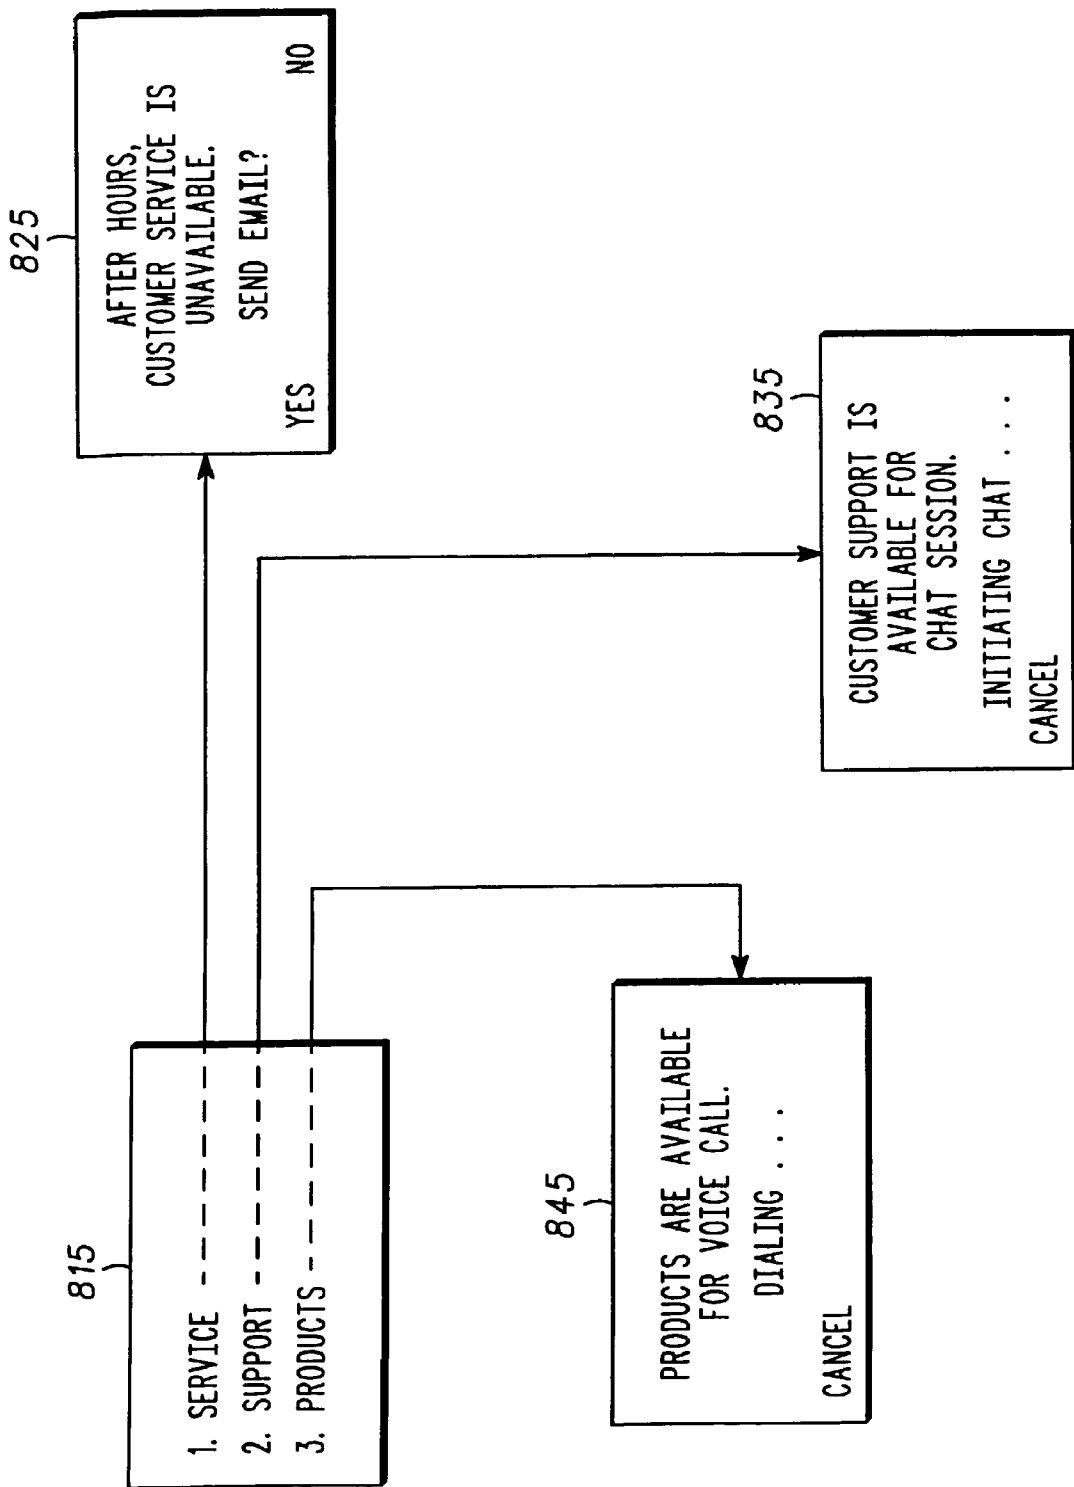 815
1. SERVICE
2. SUPPORT
3. PRODUCTS
825
AFTER HOURS,
CUSTOMER SERVICE IS
UNAVAILABLE.
SEND EMAIL?
YES NO
835
CUSTOMER SUPPORT IS
AVAILABLE FOR
CHAT SESSION.
INITIATING CHAT . . . .
CANCEL
845
PRODUCTS ARE AVAILABLE
FOR VOICE CALL.
DIALING . . .
CANCEL